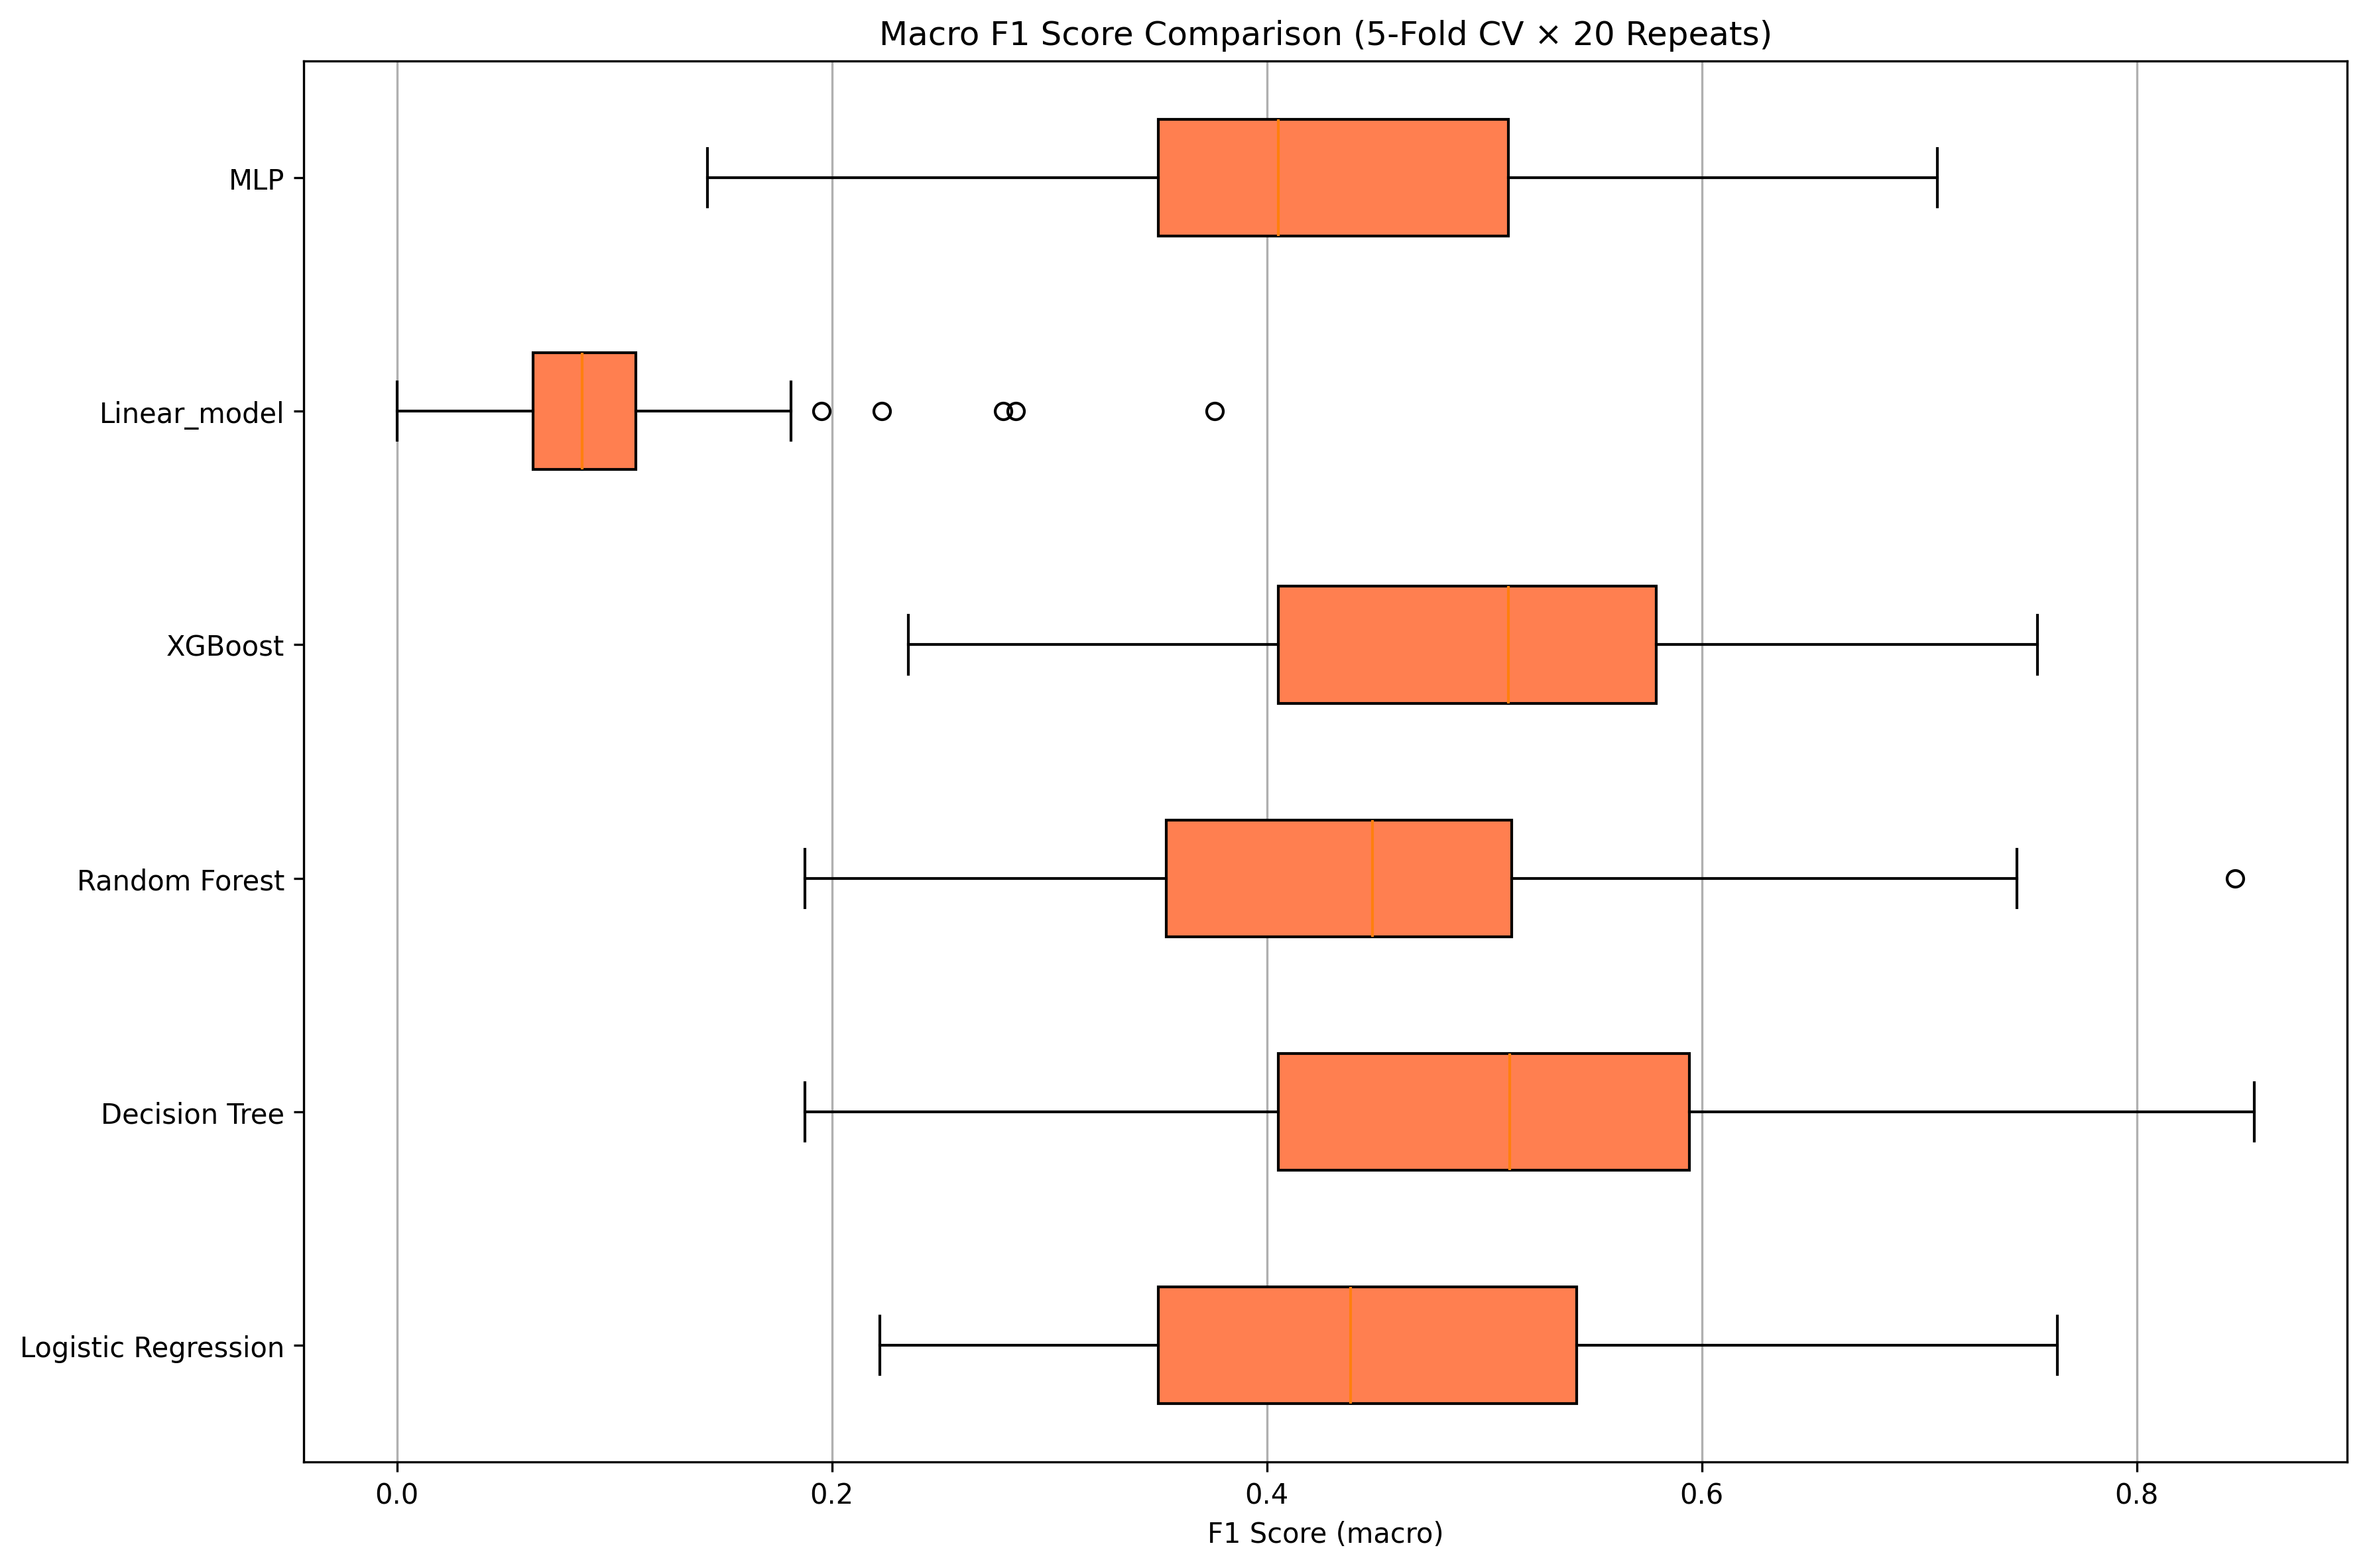 Macro F1 Score Comparison (5-Fold CV × 20 Repeats)
MLP
Linear_model
XGBoost
Random Forest
Decision Tree
Logistic Regression
0.0 0.2 0.4 0.6 0.8
F1 Score (macro)